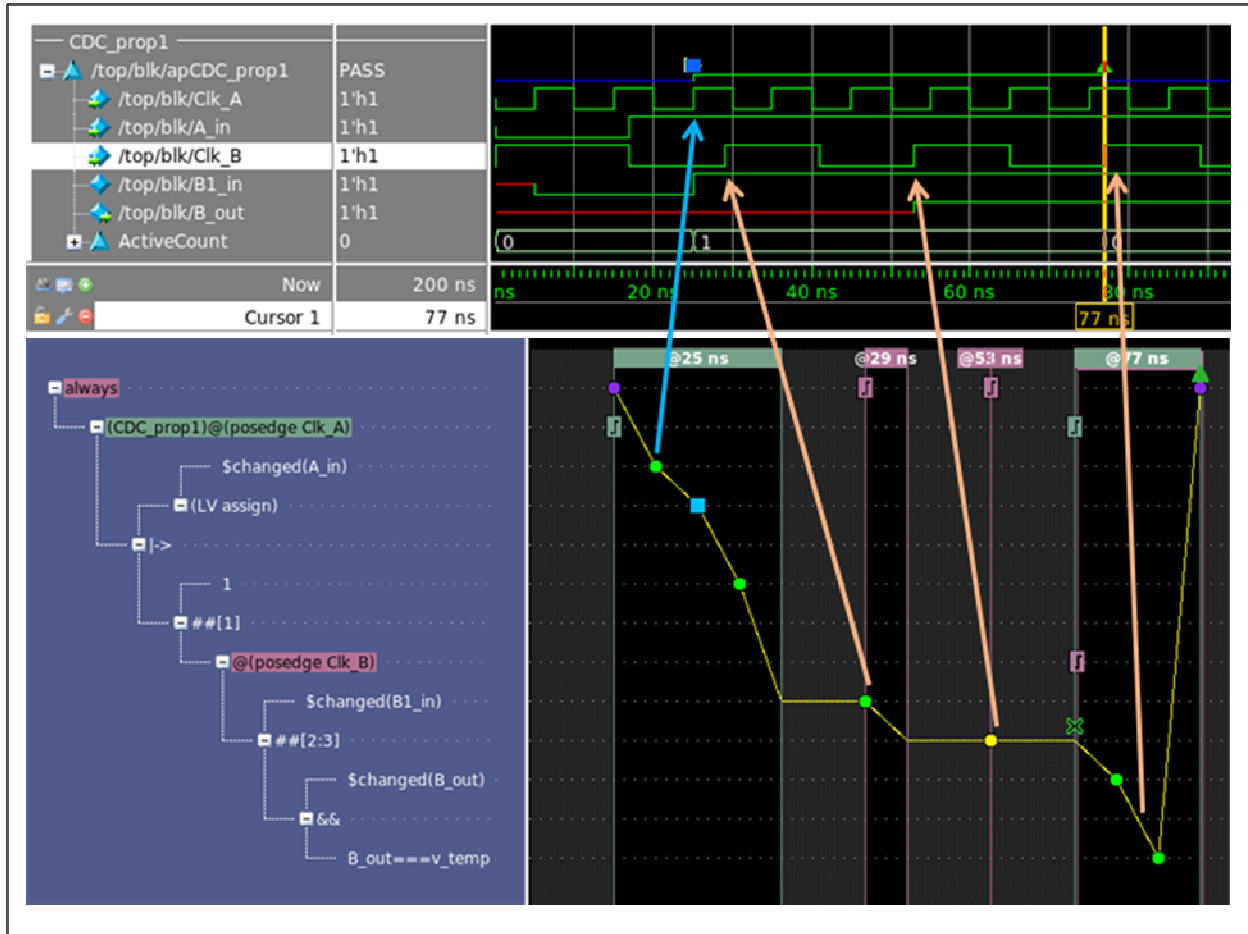 CDC_prop1
/top/blk/apCDC_prop1 PASS
/top/blk/Clk_A 1'h1
/top/blk/A_in 1'h1
/top/blk/Clk_B 1'h1
/top/blk/B1_in 1'h1
/top/blk/B_out 1'h1
ActiveCount 0 0 1 0
Now 200 ns ns 20 ns 40 ns 60 ns 80 ns
Cursor 1 77 ns 77 ns
@25 ns @29 ns @53 ns @77 ns
always
(CDC_prop1)@(posedge Clk_A)
$changed(A_in)
(LV assign)
|->
1
##[1]
@(posedge Clk_B)
$changed(B1_in)
##[2:3]
$changed(B_out)
&&
B_out===v_temp